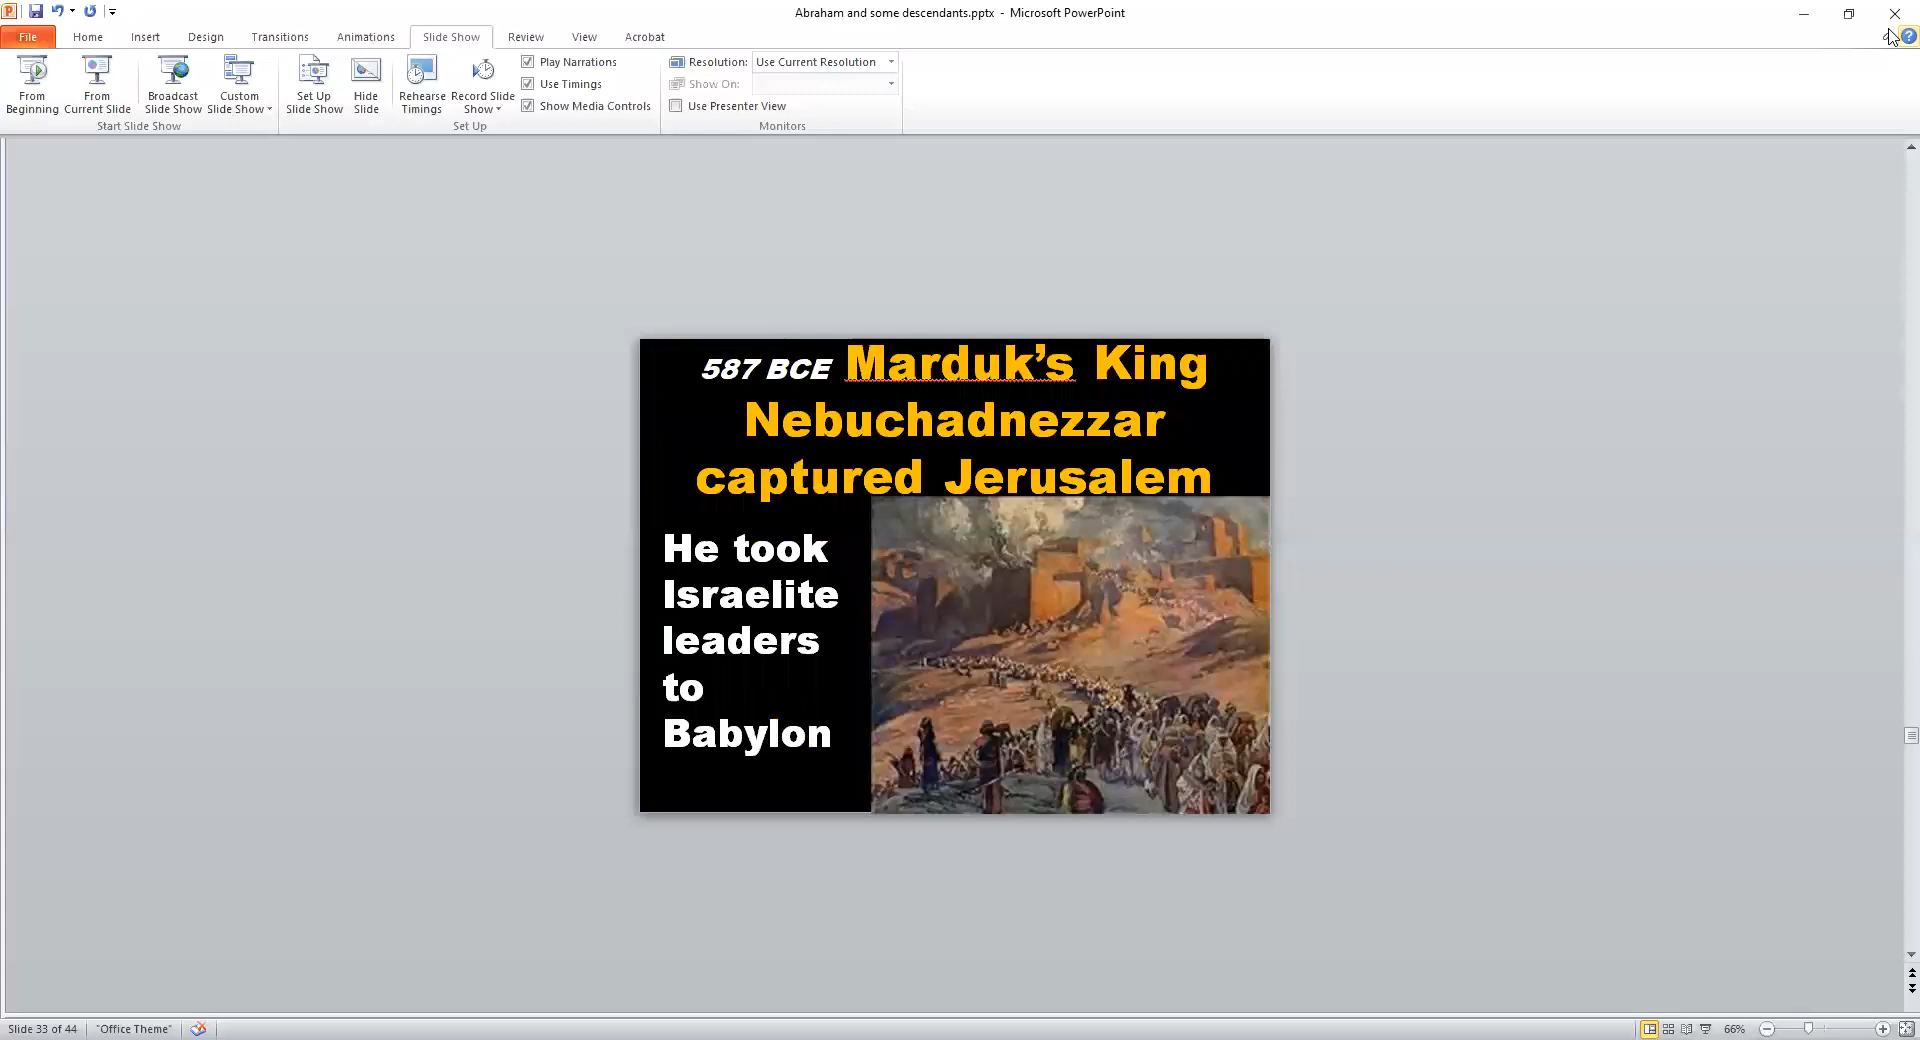 Abraham and some descendants.pptx - Microsoft PowerPoint
File Home Insert Design Transitions Animations Slide Show Review View Acrobat
From Beginning
From Current Slide
Broadcast Slide Show
Custom Slide Show
Start Slide Show
Set Up Slide Show
Hide Slide
Rehearse Timings
Record Slide Show
Play Narrations
Use Timings
Show Media Controls
Set Up
Resolution: Use Current Resolution
Show On:
Use Presenter View
Monitors
587 BCE Marduk’s King
Nebuchadnezzar
captured Jerusalem
He took
Israelite
leaders
to
Babylon
Slide 33 of 44 "Office Theme" 66%